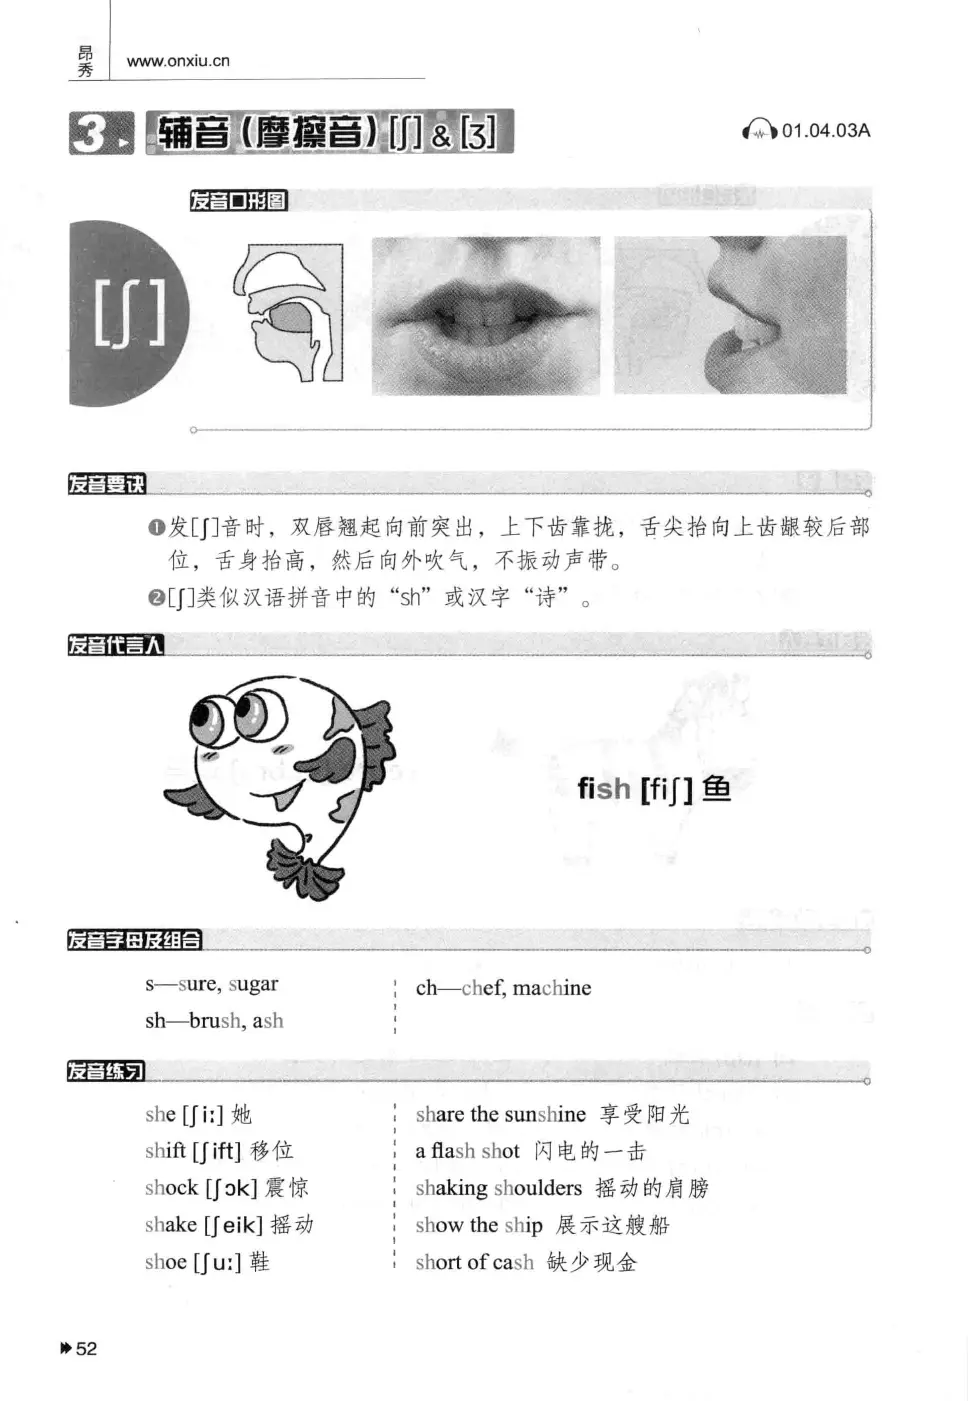 昂秀
www.onxiu.cn
3 辅音（摩擦音）[ʃ] & [ʒ]
01.04.03A
发音口形图
[ʃ]
发音要诀
❶发[ʃ]音时，双唇翘起向前突出，上下齿靠拢，舌尖抬向上齿龈较后部
位，舌身抬高，然后向外吹气，不振动声带。
❷[ʃ]类似汉语拼音中的“sh”或汉字“诗”。
发音代言人
fish [fiʃ] 鱼
发音字母及组合
s—sure, sugar
sh—brush, ash
ch—chef, machine
发音练习
she [ʃi:] 她
shift [ʃift] 移位
shock [ʃɔk] 震惊
shake [ʃeik] 摇动
shoe [ʃu:] 鞋
share the sunshine 享受阳光
a flash shot 闪电的一击
shaking shoulders 摇动的肩膀
show the ship 展示这艘船
short of cash 缺少现金
52